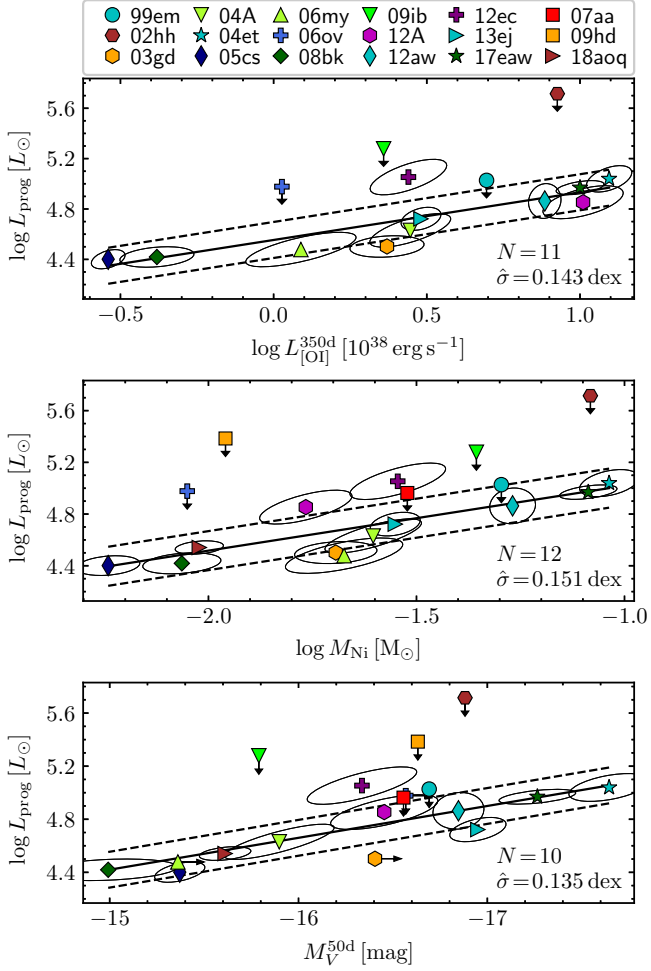 99em 04A 06my 09ib 12ec 07aa
02hh 04et 06ov 12A 13ej 09hd
03gd 05cs 08bk 12aw 17eaw 18aoq
5.6
5.2
4.8
4.4
log L_prog [L_⊙]
N = 11
σ̂ = 0.143 dex
−0.5 0.0 0.5 1.0
log L_[OI]^350d [10^38 erg s^−1]
5.6
5.2
4.8
4.4
log L_prog [L_⊙]
N = 12
σ̂ = 0.151 dex
−2.0 −1.5 −1.0
log M_Ni [M_⊙]
5.6
5.2
4.8
4.4
log L_prog [L_⊙]
N = 10
σ̂ = 0.135 dex
−15 −16 −17
M_V^50d [mag]